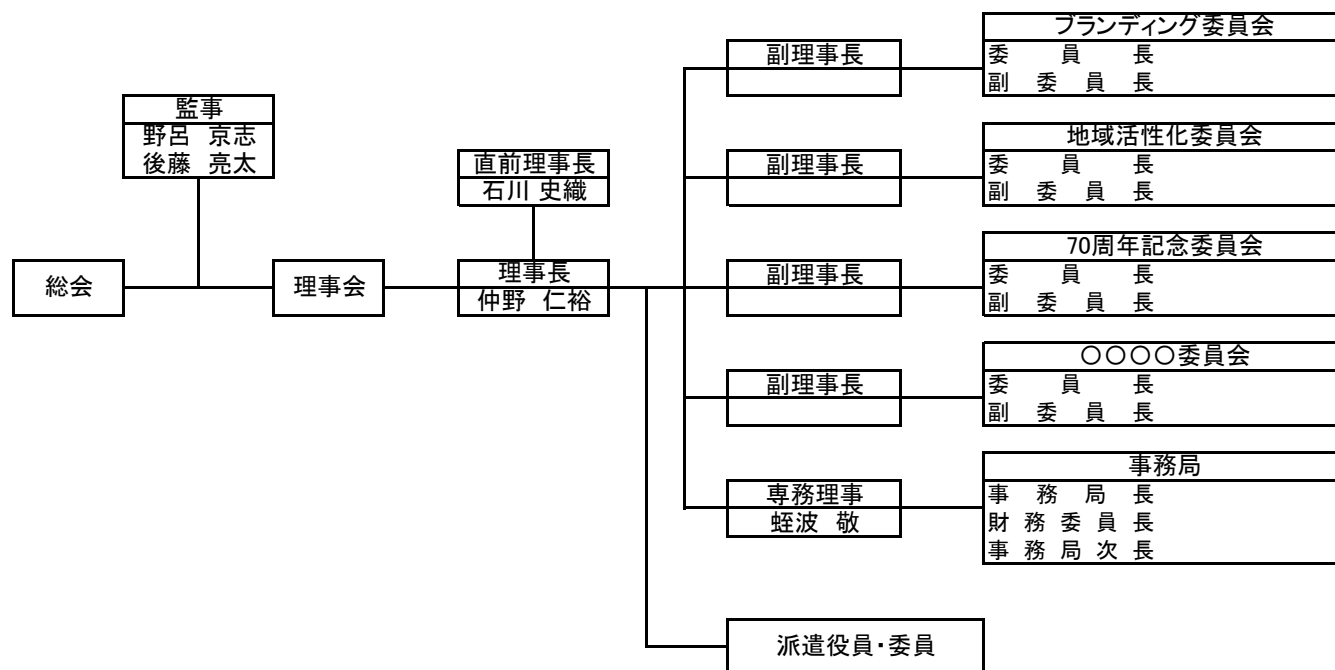 監事
野呂 京志
後藤 亮太
総会
理事会
直前理事長
石川 史織
理事長
仲野 仁裕
副理事長
ブランディング委員会
委員長
副委員長
副理事長
地域活性化委員会
委員長
副委員長
副理事長
70周年記念委員会
委員長
副委員長
副理事長
○○○○委員会
委員長
副委員長
専務理事
蛭波 敬
事務局
事務局長
財務委員長
事務局次長
派遣役員・委員